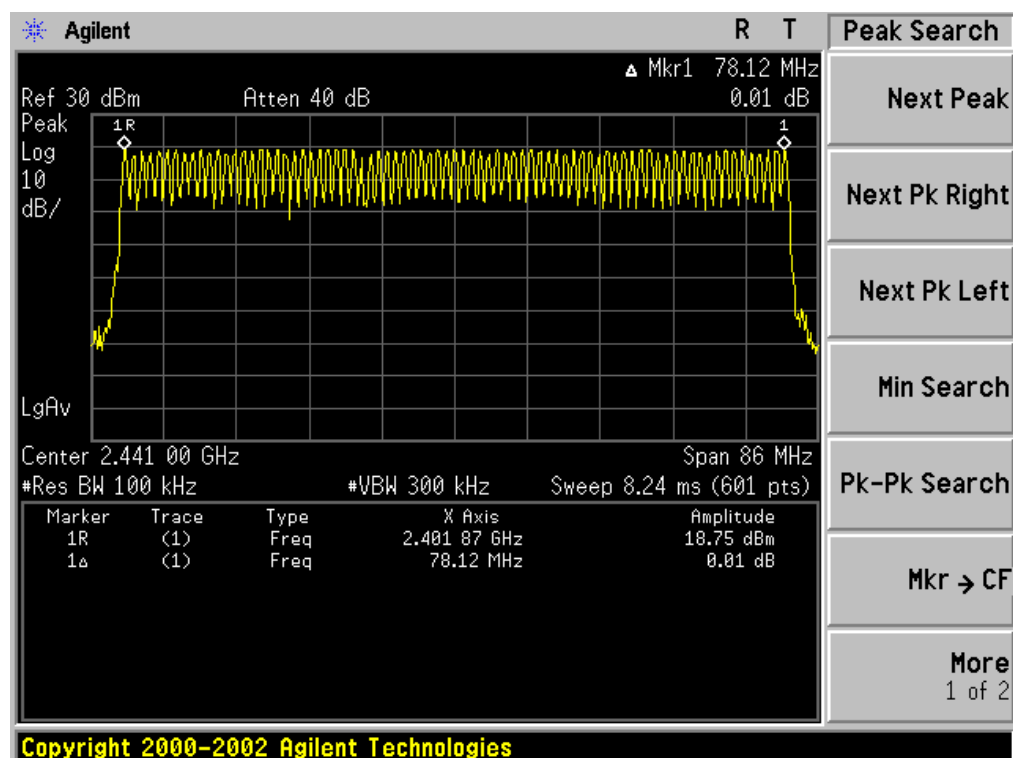 Agilent R T Peak Search
Δ Mkr1 78.12 MHz
Ref 30 dBm Atten 40 dB 0.01 dB
Peak
Log
10
dB/
1R 1
LgAv
Center 2.441 00 GHz Span 86 MHz
#Res BW 100 kHz #VBW 300 kHz Sweep 8.24 ms (601 pts)
Marker Trace Type X Axis Amplitude
1R (1) Freq 2.401 87 GHz 18.75 dBm
1Δ (1) Freq 78.12 MHz 0.01 dB
Next Peak
Next Pk Right
Next Pk Left
Min Search
Pk-Pk Search
Mkr → CF
More
1 of 2
Copyright 2000-2002 Agilent Technologies